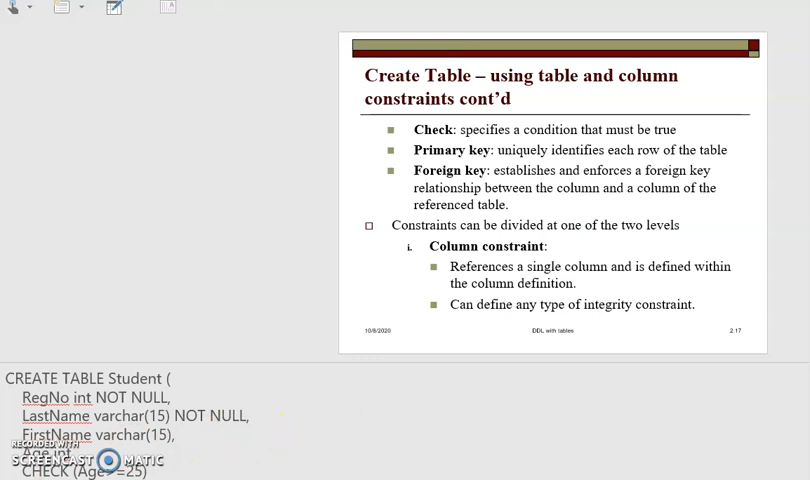 Create Table – using table and column
constraints cont’d
Check: specifies a condition that must be true
Primary key: uniquely identifies each row of the table
Foreign key: establishes and enforces a foreign key
relationship between the column and a column of the
referenced table.
Constraints can be divided at one of the two levels
i. Column constraint:
References a single column and is defined within
the column definition.
Can define any type of integrity constraint.
10/8/2020 DDL with tables 2.17
CREATE TABLE Student (
RegNo int NOT NULL,
LastName varchar(15) NOT NULL,
FirstName varchar(15),
RECORDED WITH
Age int
SCREENCAST MATIC
CHECK (Age>=25)